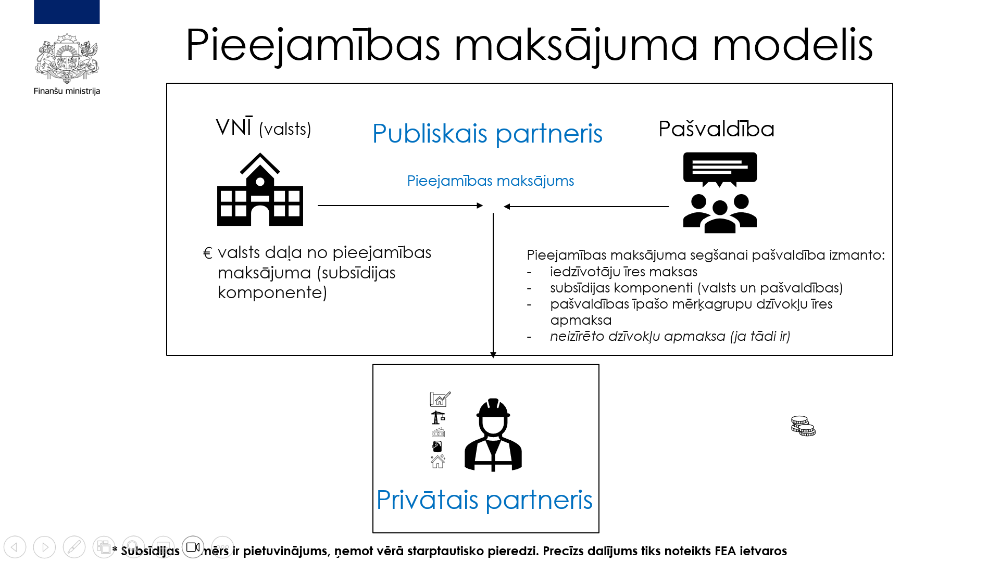 Pieejamības maksājuma modelis
Finanšu ministrija
VNĪ (valsts)
Publiskais partneris
Pašvaldība
Pieejamības maksājums
€ valsts daļa no pieejamības
maksājuma (subsīdijas
komponente)
Pieejamības maksājuma segšanai pašvaldība izmanto:
- iedzīvotāju īres maksas
- subsīdijas komponenti (valsts un pašvaldības)
- pašvaldības īpašo mērķagrupu dzīvokļu īres
apmaksa
- neizīrēto dzīvokļu apmaksa (ja tādi ir)
Privātais partneris
* Subsīdijas ir pietuvinājums, ņemot vērā starptautisko pieredzi. Precīzs dalījums tiks noteikts FEA ietvaros